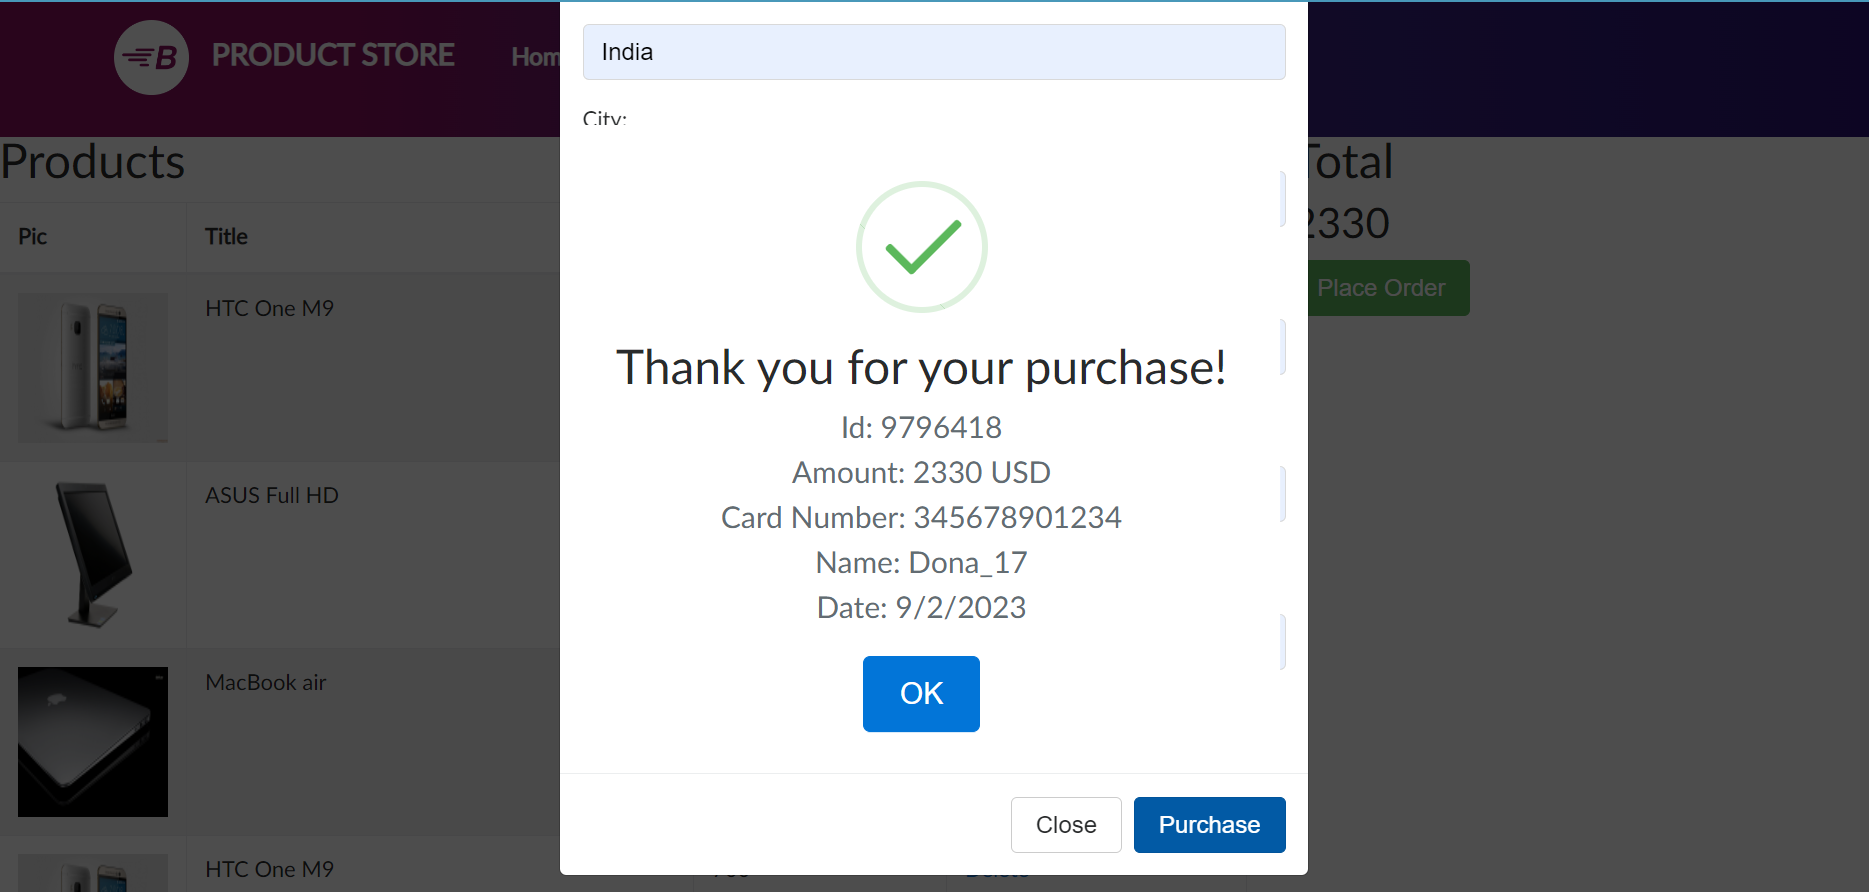 B PRODUCT STORE
India
City:
Products
Total
2330
Place Order
Pic
Title
HTC One M9
ASUS Full HD
MacBook air
HTC One M9
Thank you for your purchase!
Id: 9796418
Amount: 2330 USD
Card Number: 345678901234
Name: Dona_17
Date: 9/2/2023
OK
Close
Purchase